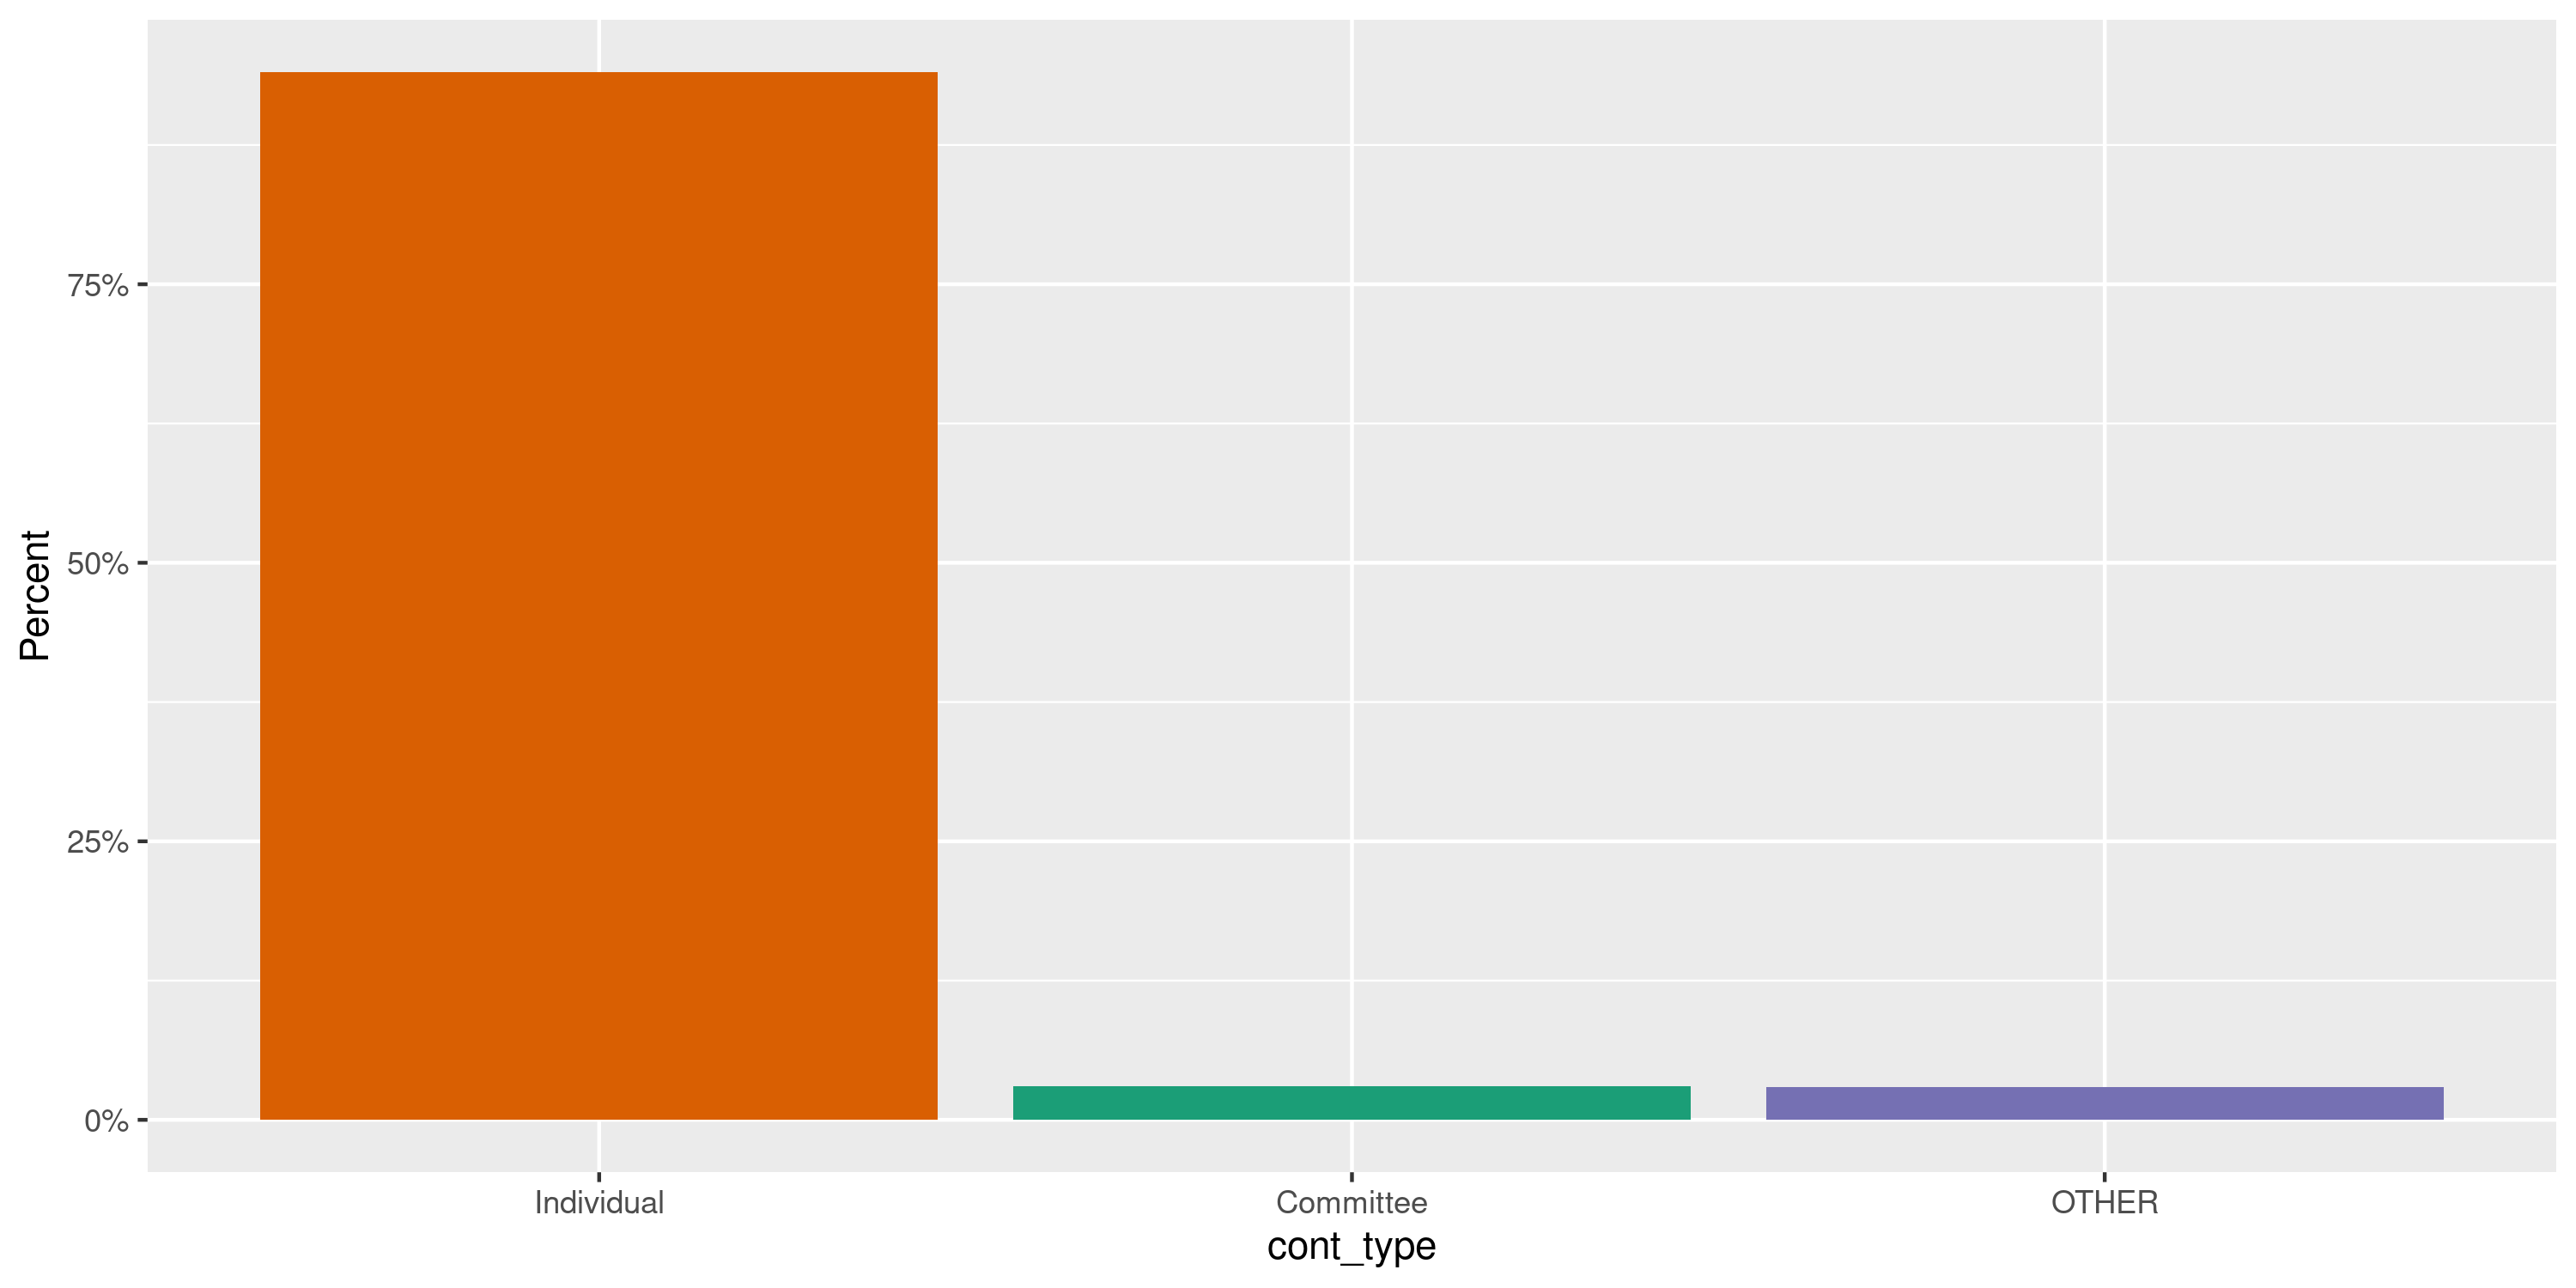 Percent
75%
50%
25%
0%
Individual
Committee
OTHER
cont_type